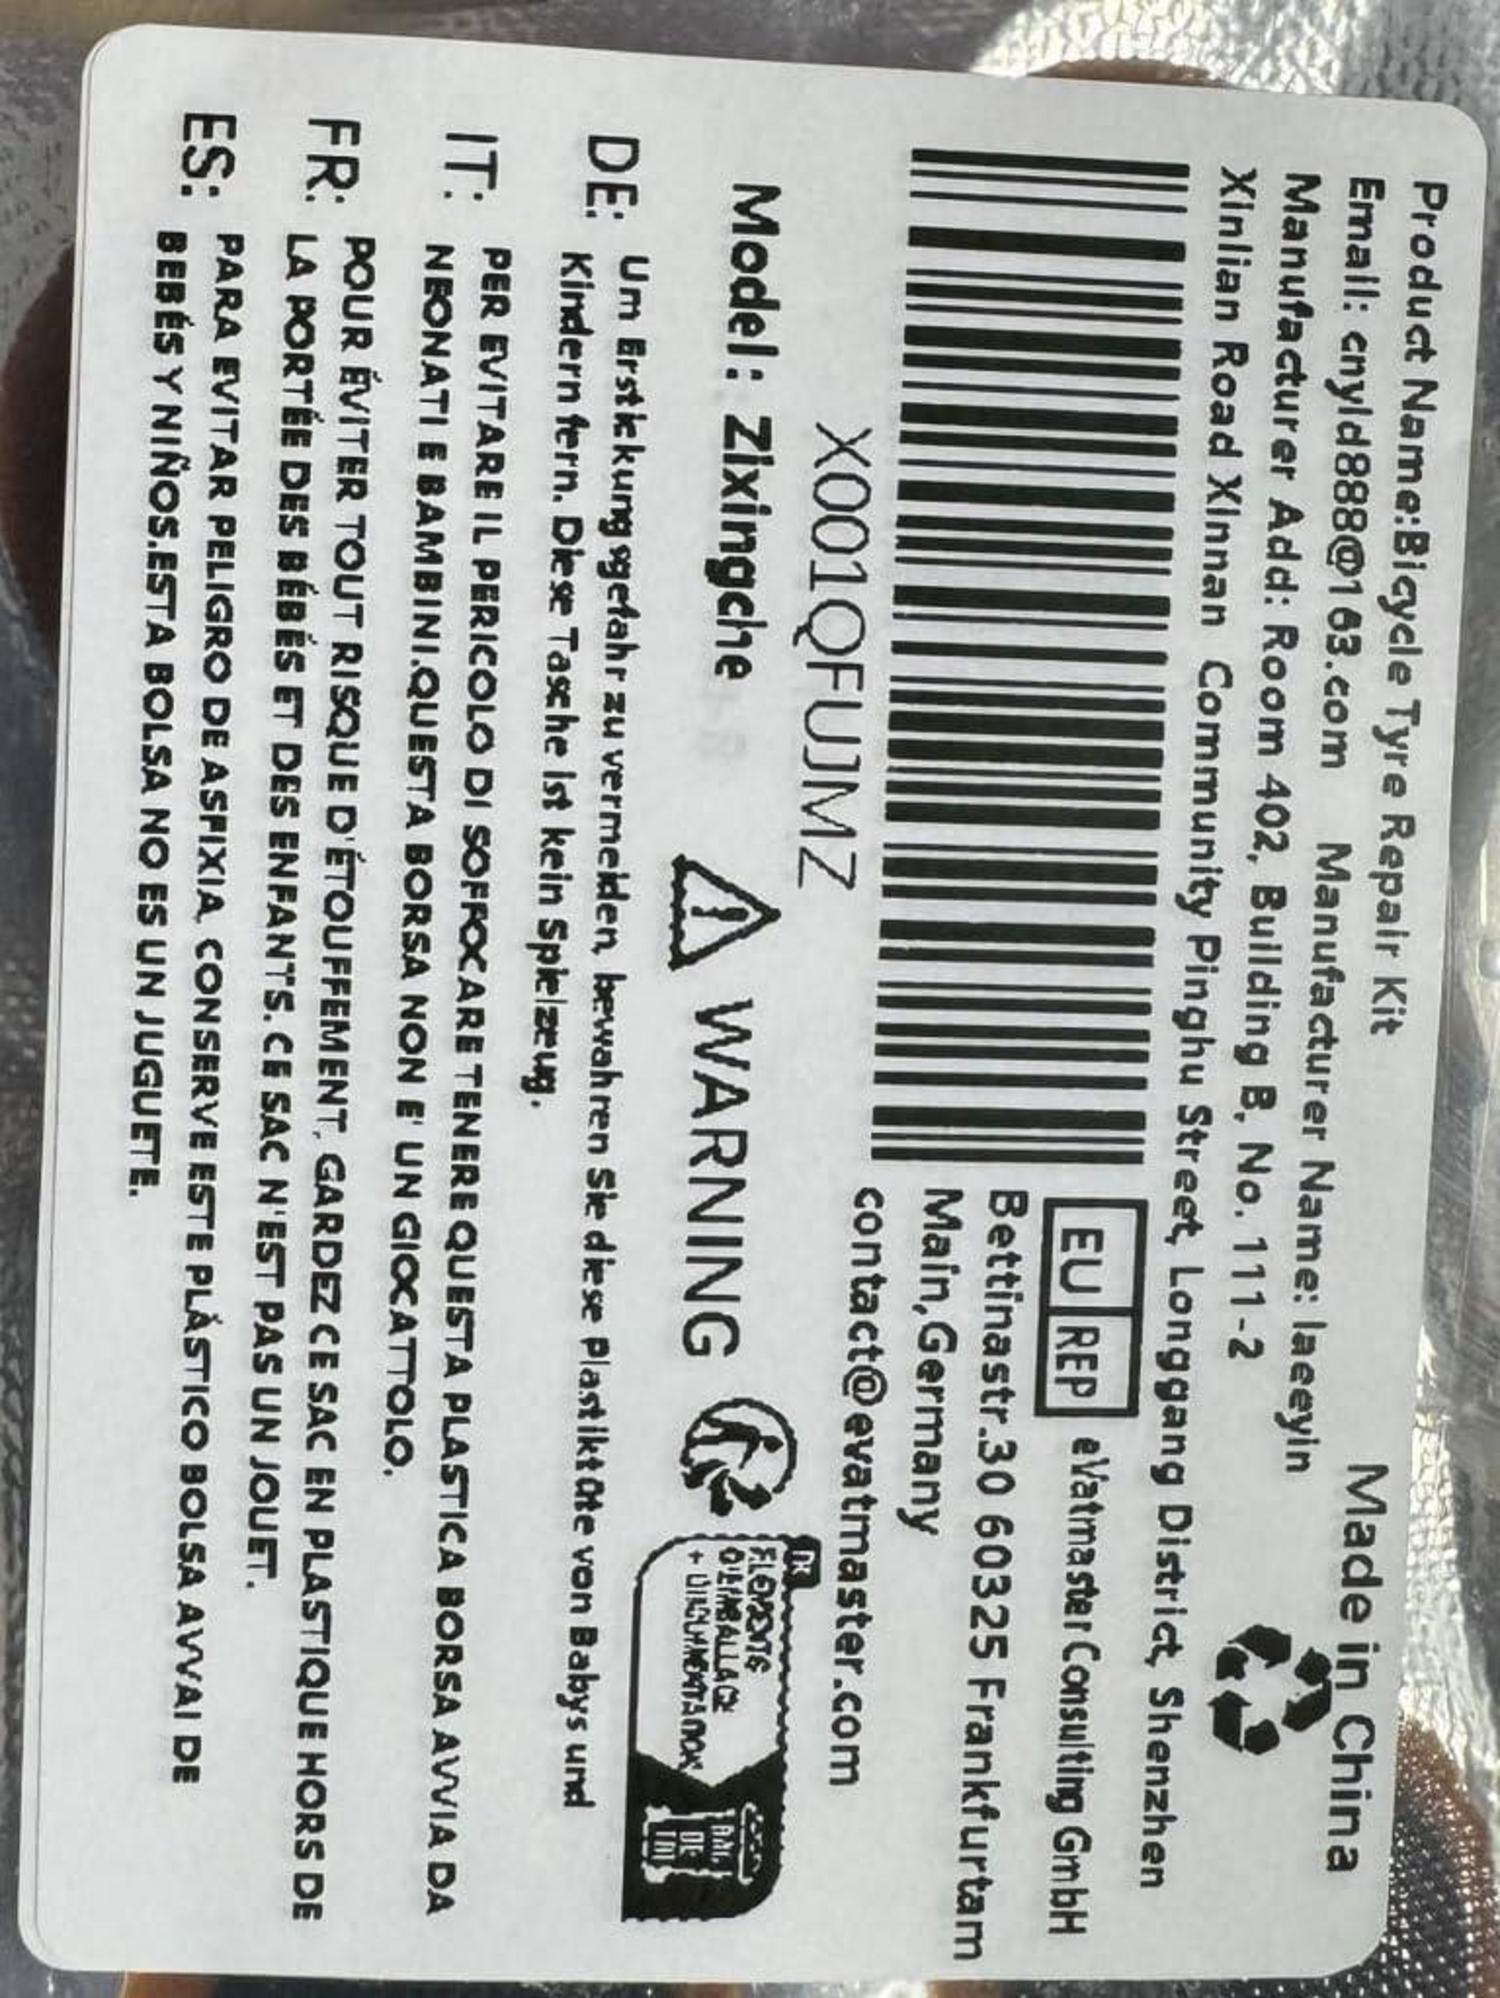 Product Name:Bicycle Tyre Repair Kit
Email: cnyld888@163.com Manufacturer Name: laeeyin
Made in China
Manufacturer Add: Room 402, Building B, No. 111-2
Xinlian Road Xinnan Community Pinghu Street, Longgang District, Shenzhen
EU REP eVatmaster Consulting GmbH
Bettinastr.30 60325 Frankfurtam
Main,Germany
contact@evatmaster.com
X001QFUJMZ
Model: Zixingche
WARNING
FR
+
BAC
DE
TRI
DE: Um Erstickungsgefahr zu vermeiden, bewahren Sie diese Plastiktüte von Babys und
Kindern fern. Diese Tasche ist kein Spielzeug.
IT: PER EVITARE IL PERICOLO DI SOFFOCARE TENERE QUESTA PLASTICA BORSA AVVIA DA
NEONATI E BAMBINI.QUESTA BORSA NON E' UN GIOCATTOLO.
FR: POUR ÉVITER TOUT RISQUE D'ÉTOUFFEMENT, GARDEZ CE SAC EN PLASTIQUE HORS DE
LA PORTÉE DES BÉBÉS ET DES ENFANTS. CE SAC N'EST PAS UN JOUET.
ES: PARA EVITAR PELIGRO DE ASFIXIA, CONSERVE ESTE PLÁSTICO BOLSA AVVAI DE
BEBÉS Y NIÑOS.ESTA BOLSA NO ES UN JUGUETE.